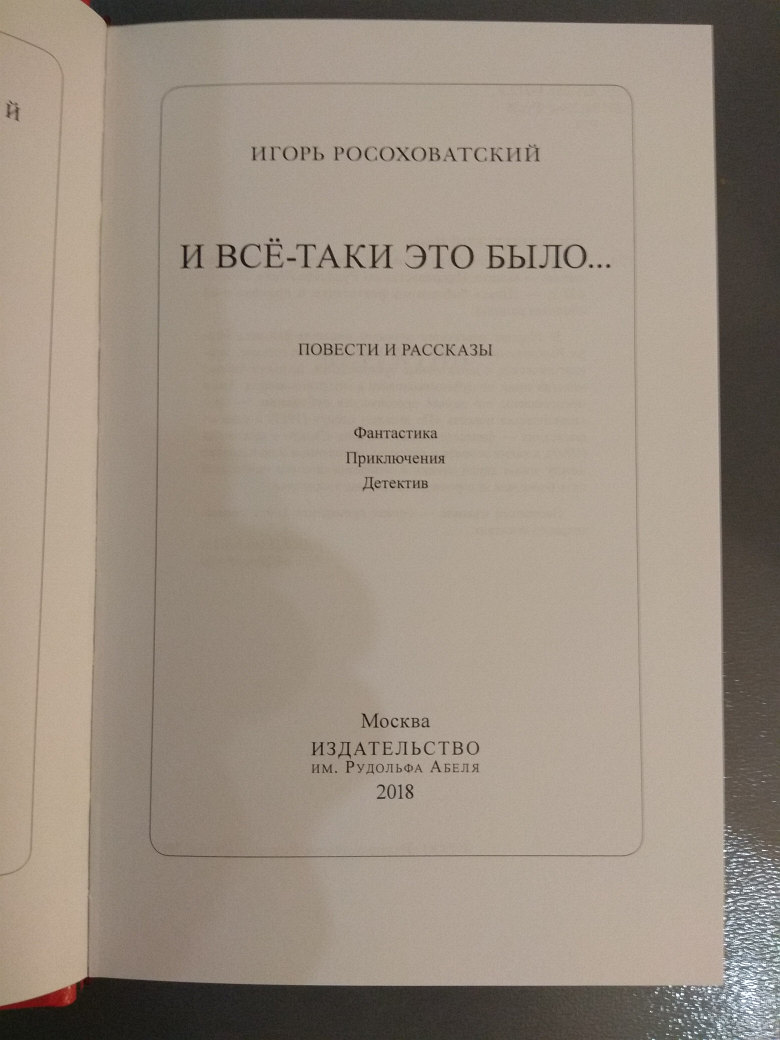 Й
ИГОРЬ РОСОХОВАТСКИЙ
И ВСЁ-ТАКИ ЭТО БЫЛО...
ПОВЕСТИ И РАССКАЗЫ
Фантастика
Приключения
Детектив
Москва
ИЗДАТЕЛЬСТВО
ИМ. РУДОЛЬФА АБЕЛЯ
2018